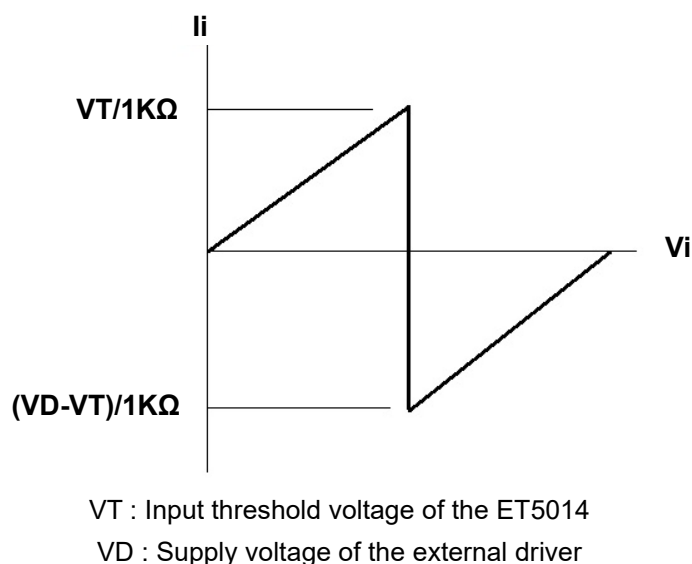 Ii
VT/1KΩ
Vi
(VD-VT)/1KΩ
VT : Input threshold voltage of the ET5014
VD : Supply voltage of the external driver